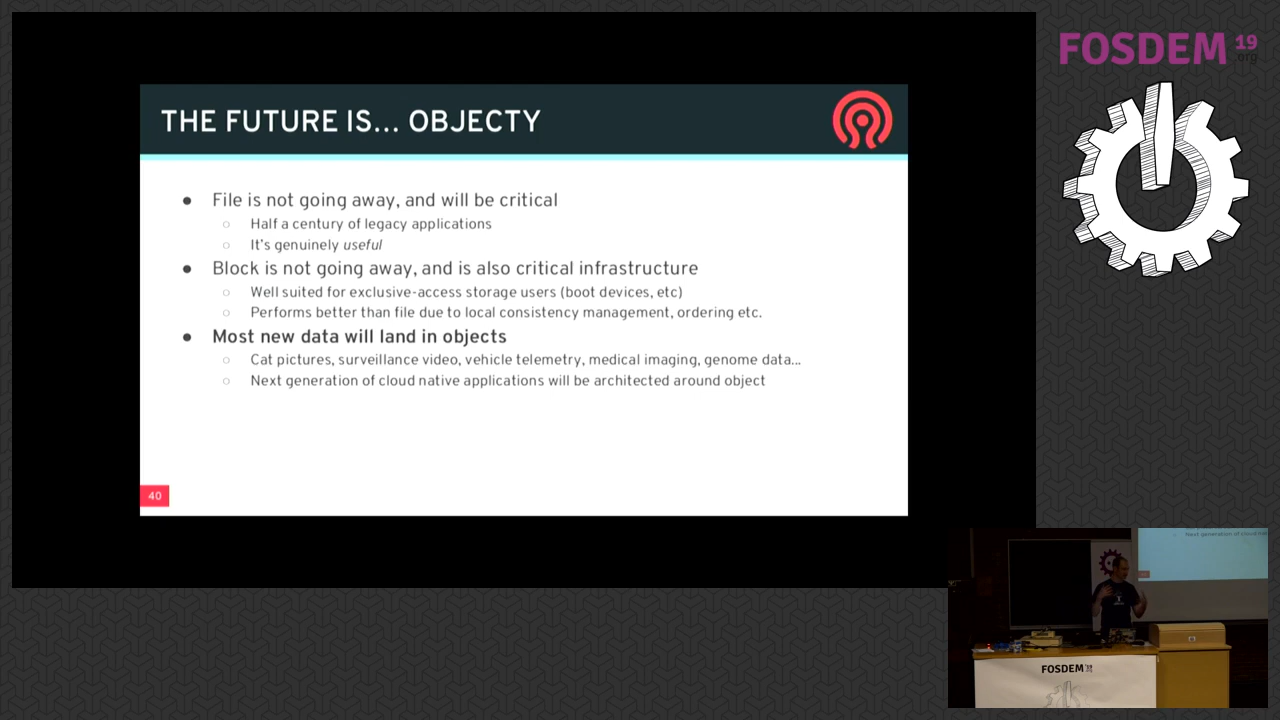 FOSDEM 19
.org
THE FUTURE IS... OBJECTY
● File is not going away, and will be critical
○ Half a century of legacy applications
○ It's genuinely useful
● Block is not going away, and is also critical infrastructure
○ Well suited for exclusive-access storage users (boot devices, etc)
○ Performs better than file due to local consistency management, ordering etc.
● Most new data will land in objects
○ Cat pictures, surveillance video, vehicle telemetry, medical imaging, genome data...
○ Next generation of cloud native applications will be architected around object
40
Next generation of cloud
FOSDEM